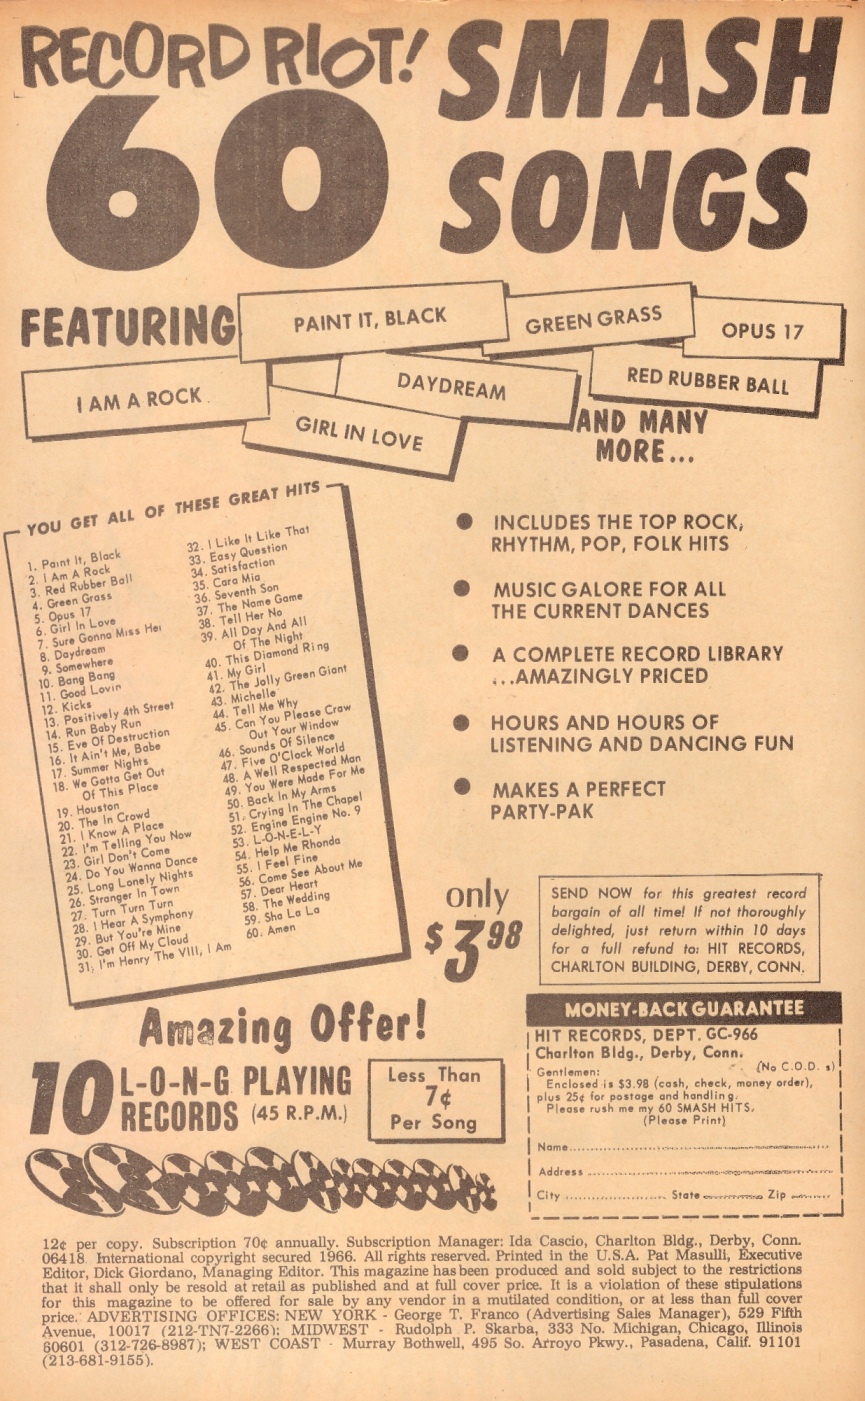 RECORD RIOT!
60 SMASH
SONGS
FEATURING
PAINT IT, BLACK
GREEN GRASS
OPUS 17
I AM A ROCK
DAYDREAM
RED RUBBER BALL
GIRL IN LOVE
AND MANY
MORE...
YOU GET ALL OF THESE GREAT HITS
1. Paint It, Black
2. I Am A Rock
3. Red Rubber Ball
4. Green Grass
5. Opus 17
6. Girl In Love
7. Sure Gonna Miss Her
8. Daydream
9. Somewhere
10. Bang Bang
11. Good Lovin
12. Kicks
13. Positively 4th Street
14. Run Baby Run
15. Eve Of Destruction
16. It Ain't Me, Babe
17. Summer Nights
18. We Gotta Get Out
Of This Place
19. Houston
20. The In Crowd
21. I Know A Place
22. I'm Telling You Now
23. Girl Don't Come
24. Do You Wanna Dance
25. Long Lonely Nights
26. Stranger In Town
27. Turn Turn Turn
28. I Hear A Symphony
29. But You're Mine
30. Get Off My Cloud
31. I'm Henry The VIII, I Am
32. I Like It Like That
33. Easy Question
34. Satisfaction
35. Cara Mia
36. Seventh Son
37. The Name Game
38. Tell Her No
39. All Day And All
Of The Night
40. This Diamond Ring
41. My Girl
42. The Jolly Green Giant
43. Michelle
44. Tell Me Why
45. Can You Please Craw
Out Your Window
46. Sounds Of Silence
47. Five O'Clock World
48. A Well Respected Man
49. You Were Made For Me
50. Back In My Arms
51. Crying In The Chapel
52. Engine Engine No. 9
53. L-O-N-E-L-Y
54. Help Me Rhonda
55. I Feel Fine
56. Come See About Me
57. Dear Heart
58. The Wedding
59. Sha La La
60. Amen
● INCLUDES THE TOP ROCK,
RHYTHM, POP, FOLK HITS
● MUSIC GALORE FOR ALL
THE CURRENT DANCES
● A COMPLETE RECORD LIBRARY
...AMAZINGLY PRICED
● HOURS AND HOURS OF
LISTENING AND DANCING FUN
● MAKES A PERFECT
PARTY-PAK
only
$3.98
SEND NOW for this greatest record
bargain of all time! If not thoroughly
delighted, just return within 10 days
for a full refund to: HIT RECORDS,
CHARLTON BUILDING, DERBY, CONN.
Amazing Offer!
10 L-O-N-G PLAYING
RECORDS (45 R.P.M.)
Less Than
7¢
Per Song
MONEY-BACK GUARANTEE
HIT RECORDS, DEPT. GC-966
Charlton Bldg., Derby, Conn.
Gentlemen: (No C.O.D. s)
Enclosed is $3.98 (cash, check, money order),
plus 25¢ for postage and handling.
Please rush me my 60 SMASH HITS.
(Please Print)
Name
Address
City State Zip
12¢ per copy. Subscription 70¢ annually. Subscription Manager: Ida Cascio, Charlton Bldg., Derby, Conn.
06418. International copyright secured 1966. All rights reserved. Printed in the U.S.A. Pat Masulli, Executive
Editor, Dick Giordano, Managing Editor. This magazine has been produced and sold subject to the restrictions
that it shall only be resold at retail as published and at full cover price. It is a violation of these stipulations
for this magazine to be offered for sale by any vendor in a mutilated condition, or at less than full cover
price. ADVERTISING OFFICES: NEW YORK - George T. Franco (Advertising Sales Manager), 529 Fifth
Avenue, 10017 (212-TN7-2266); MIDWEST - Rudolph P. Skarba, 333 No. Michigan, Chicago, Illinois
60601 (312-726-8987); WEST COAST - Murray Bothwell, 495 So. Arroyo Pkwy., Pasadena, Calif. 91101
(213-681-9155).